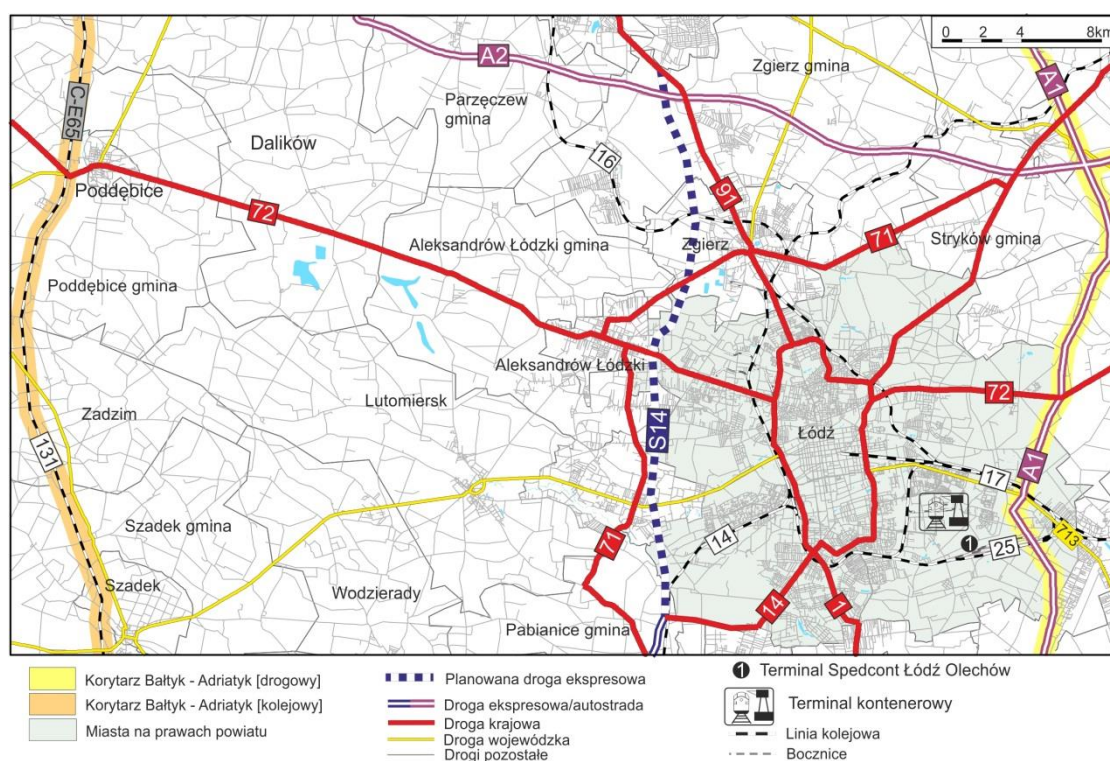 0 2 4 8km
A2
Zgierz gmina
A1
C-E65
Parzęczew
gmina
Dalików
16
Poddębice
91
72
Aleksandrów Łódzki gmina
Zgierz
71
Stryków gmina
Poddębice gmina
Aleksandrów Łódzki
72
Zadzim
Lutomiersk
Łódź
S14
131
A1
17
Szadek gmina
71
14
713
1
25
Szadek
Wodzierady
14
1
Pabianice gmina
Korytarz Bałtyk - Adriatyk [drogowy]
Korytarz Bałtyk - Adriatyk [kolejowy]
Miasta na prawach powiatu
Planowana droga ekspresowa
Droga ekspresowa/autostrada
Droga krajowa
Droga wojewódzka
Drogi pozostałe
1 Terminal Spedcont Łódź Olechów
Terminal kontenerowy
Linia kolejowa
Bocznice